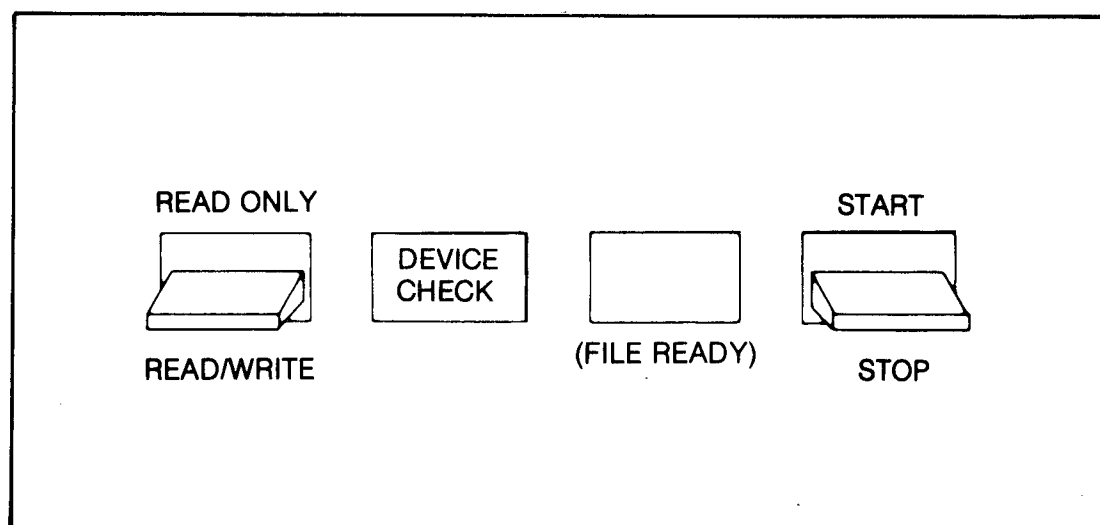 READ ONLY
START
DEVICE
CHECK
(FILE READY)
READ/WRITE
STOP